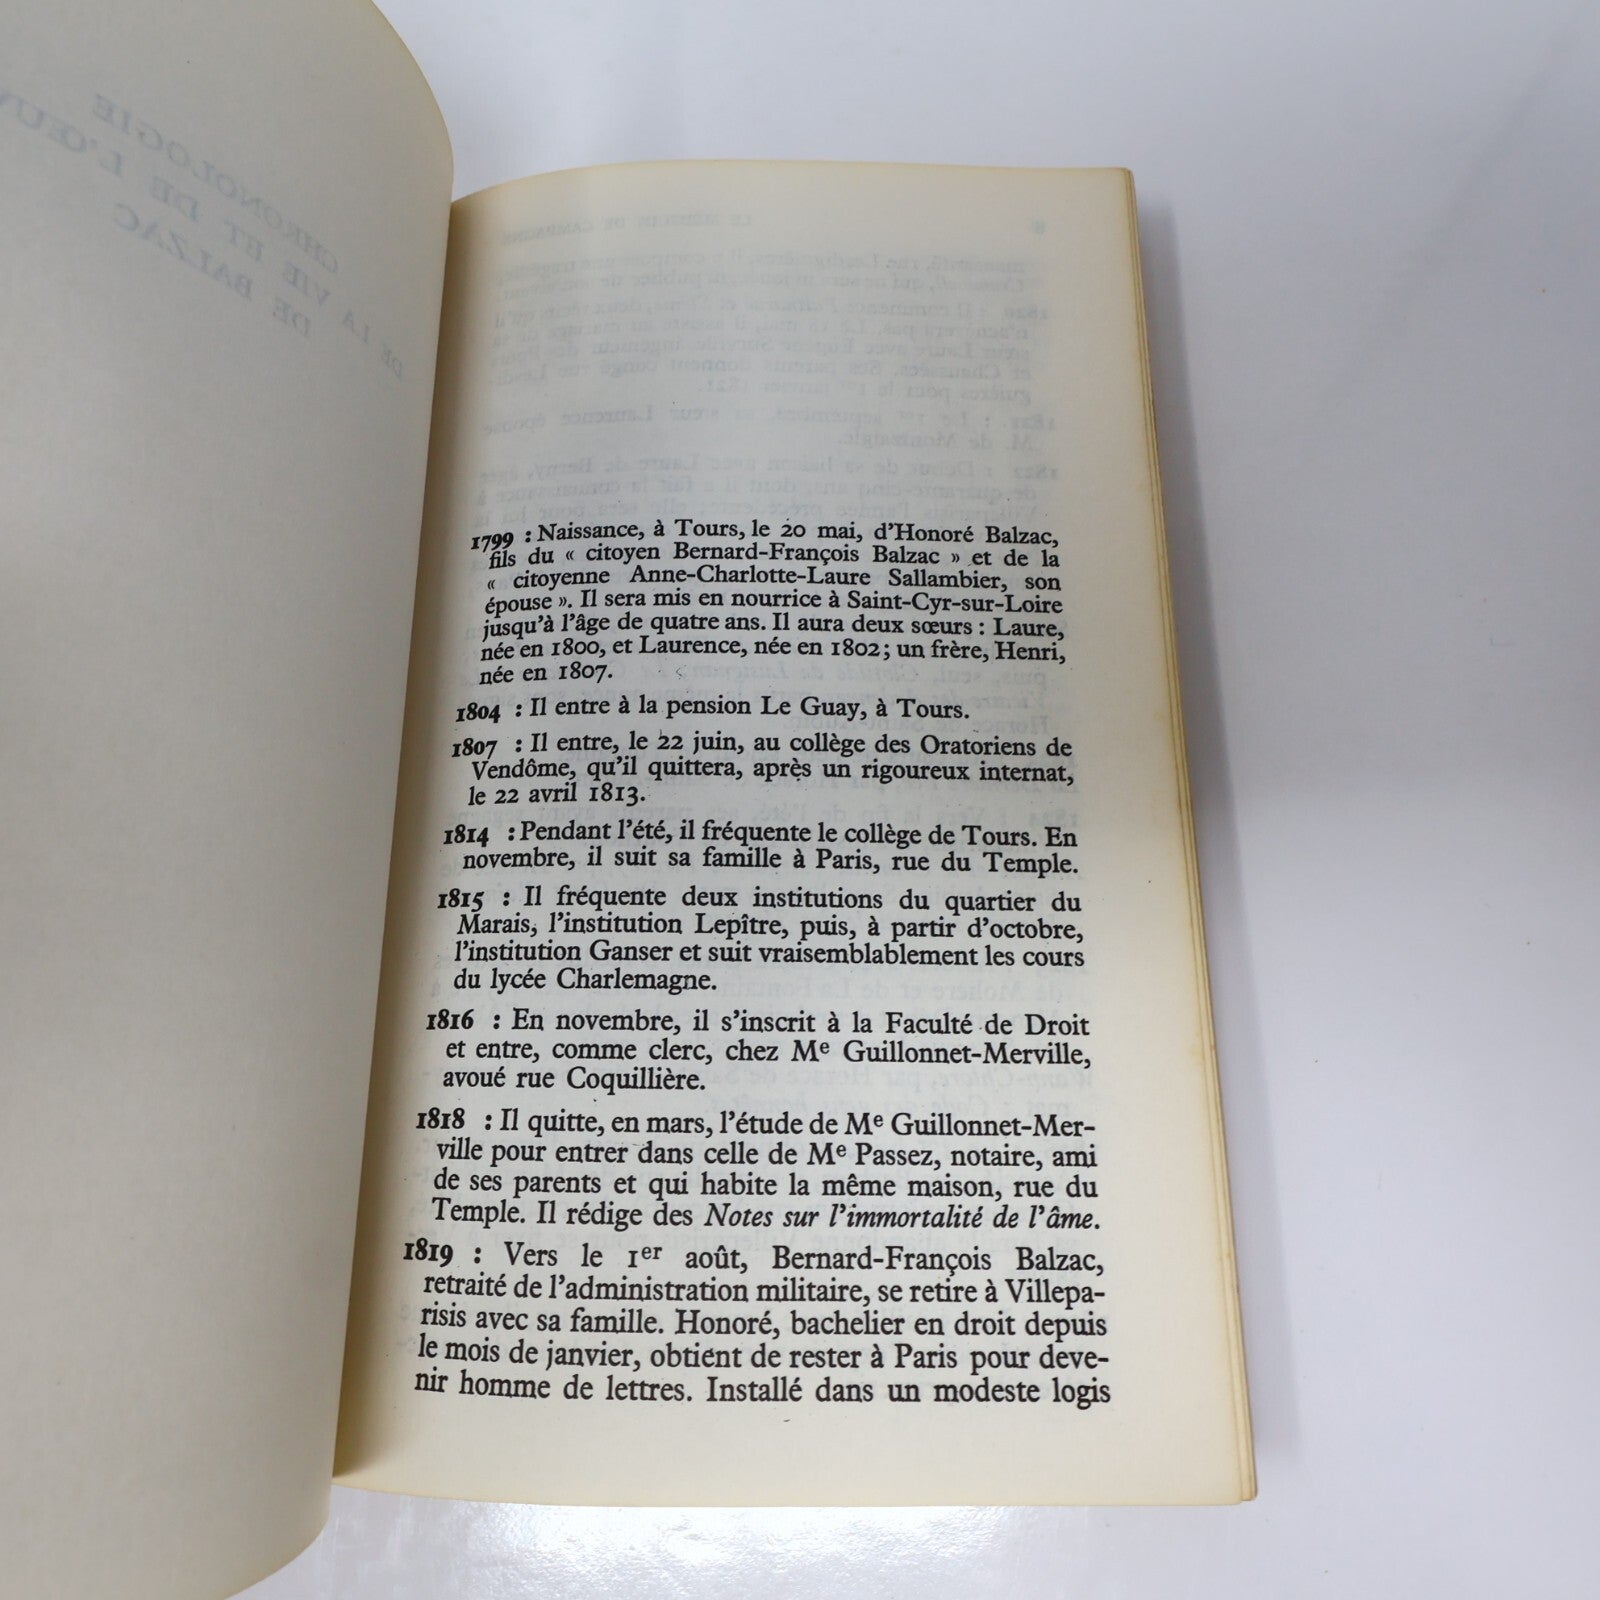 1799 : Naissance, à Tours, le 20 mai, d'Honoré Balzac,
fils du « citoyen Bernard-François Balzac » et de la
« citoyenne Anne-Charlotte-Laure Sallambier, son
épouse ». Il sera mis en nourrice à Saint-Cyr-sur-Loire
jusqu'à l'âge de quatre ans. Il aura deux sœurs : Laure,
née en 1800, et Laurence, née en 1802; un frère, Henri,
née en 1807.
1804 : Il entre à la pension Le Guay, à Tours.
1807 : Il entre, le 22 juin, au collège des Oratoriens de
Vendôme, qu'il quittera, après un rigoureux internat,
le 22 avril 1813.
1814 : Pendant l'été, il fréquente le collège de Tours. En
novembre, il suit sa famille à Paris, rue du Temple.
1815 : Il fréquente deux institutions du quartier du
Marais, l'institution Lepître, puis, à partir d'octobre,
l'institution Ganser et suit vraisemblablement les cours
du lycée Charlemagne.
1816 : En novembre, il s'inscrit à la Faculté de Droit
et entre, comme clerc, chez Me Guillonnet-Merville,
avoué rue Coquillière.
1818 : Il quitte, en mars, l'étude de Me Guillonnet-Mer-
ville pour entrer dans celle de Me Passez, notaire, ami
de ses parents et qui habite la même maison, rue du
Temple. Il rédige des Notes sur l'immortalité de l'âme.
1819 : Vers le 1er août, Bernard-François Balzac,
retraité de l'administration militaire, se retire à Villepa-
risis avec sa famille. Honoré, bachelier en droit depuis
le mois de janvier, obtient de rester à Paris pour deve-
nir homme de lettres. Installé dans un modeste logis